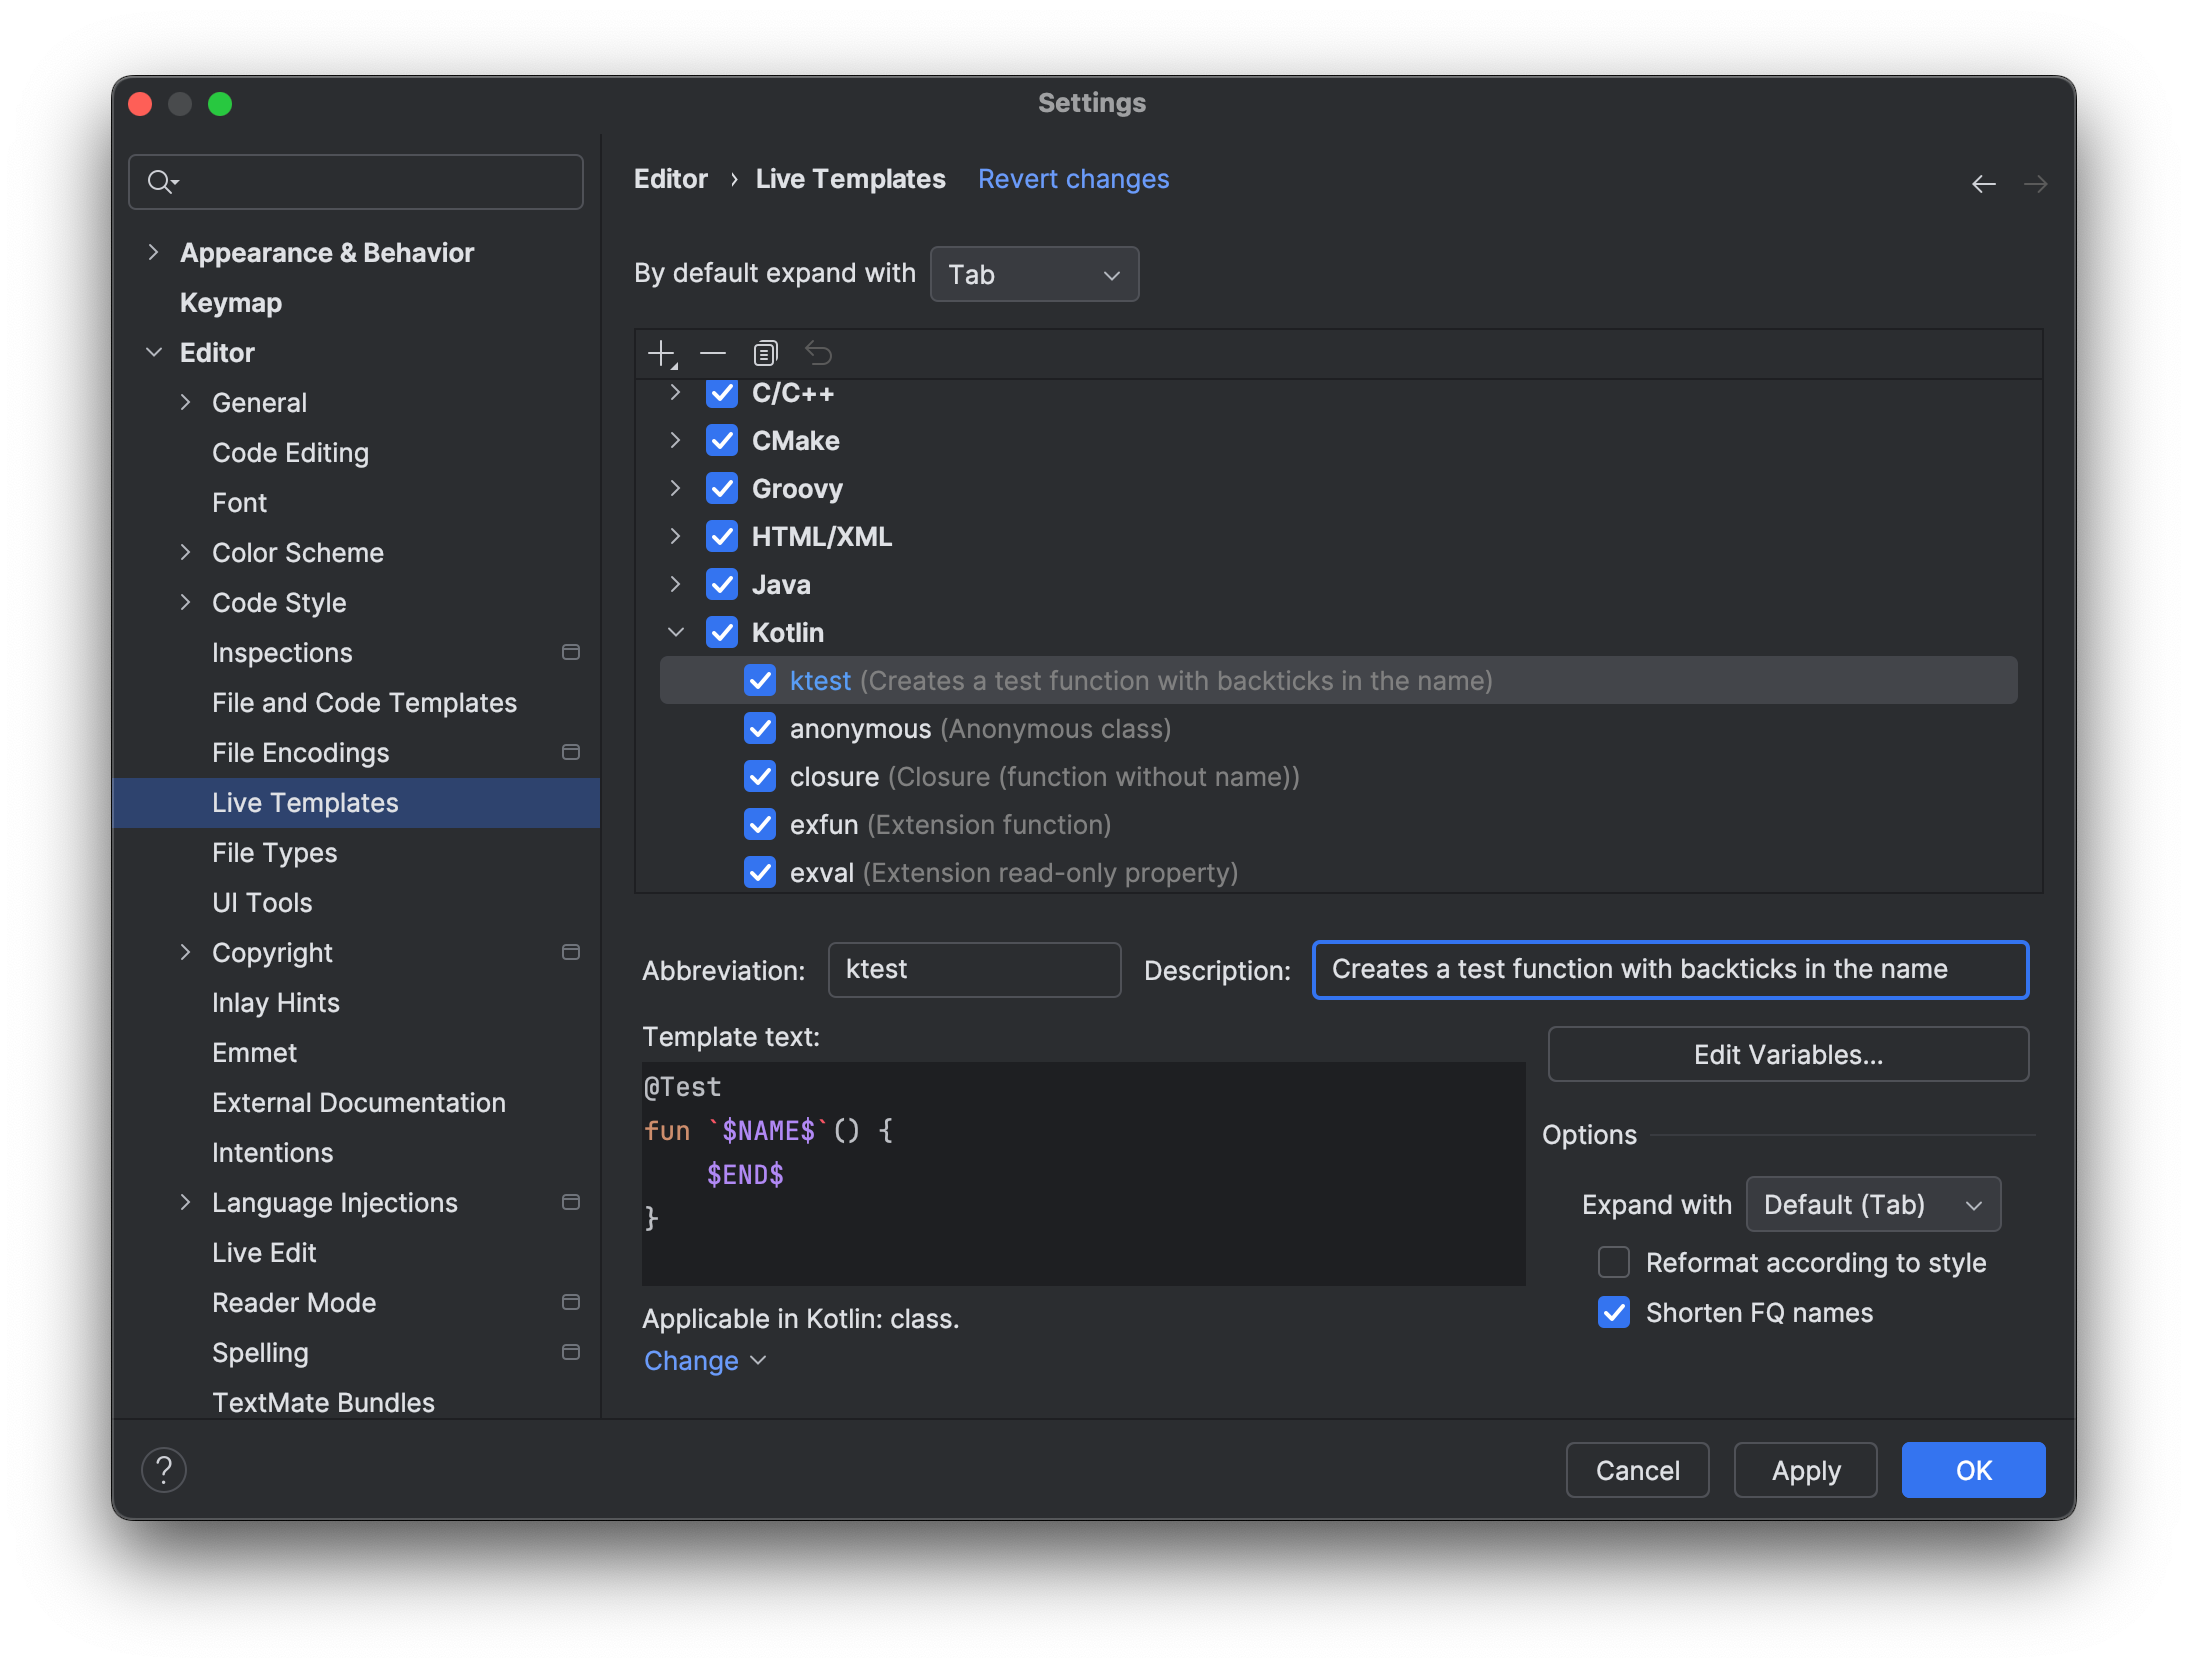 Settings
Appearance & Behavior
Keymap
Editor
General
Code Editing
Font
Color Scheme
Code Style
Inspections
File and Code Templates
File Encodings
Live Templates
File Types
UI Tools
Copyright
Inlay Hints
Emmet
External Documentation
Intentions
Language Injections
Live Edit
Reader Mode
Spelling
TextMate Bundles
Editor › Live Templates Revert changes
By default expand with Tab
C/C++
CMake
Groovy
HTML/XML
Java
Kotlin
ktest (Creates a test function with backticks in the name)
anonymous (Anonymous class)
closure (Closure (function without name))
exfun (Extension function)
exval (Extension read-only property)
Abbreviation: ktest Description: Creates a test function with backticks in the name
Template text:
@Test
fun `$NAME$`() {
    $END$
}
Applicable in Kotlin: class.
Change
Edit Variables...
Options
Expand with Default (Tab)
Reformat according to style
Shorten FQ names
?
Cancel Apply OK